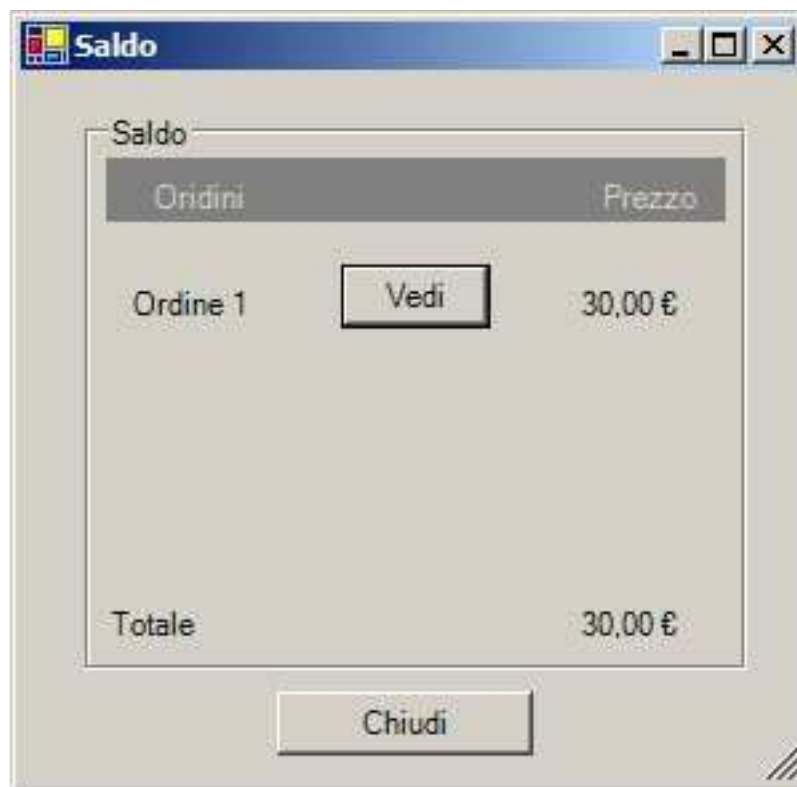 Saldo
Saldo
Oridini Prezzo
Ordine 1 Vedi 30,00 €
Totale 30,00 €
Chiudi